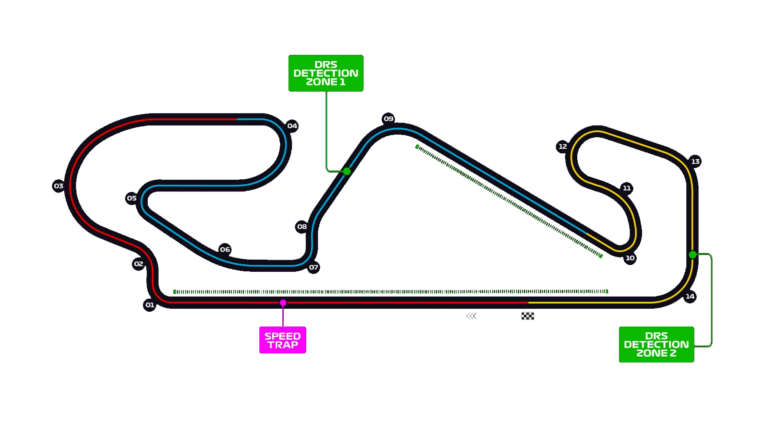 DRS
DETECTION
ZONE 1
09
04
12
13
03
11
05
08
06
10
02
07
14
01
SPEED
TRAP
DRS
DETECTION
ZONE 2